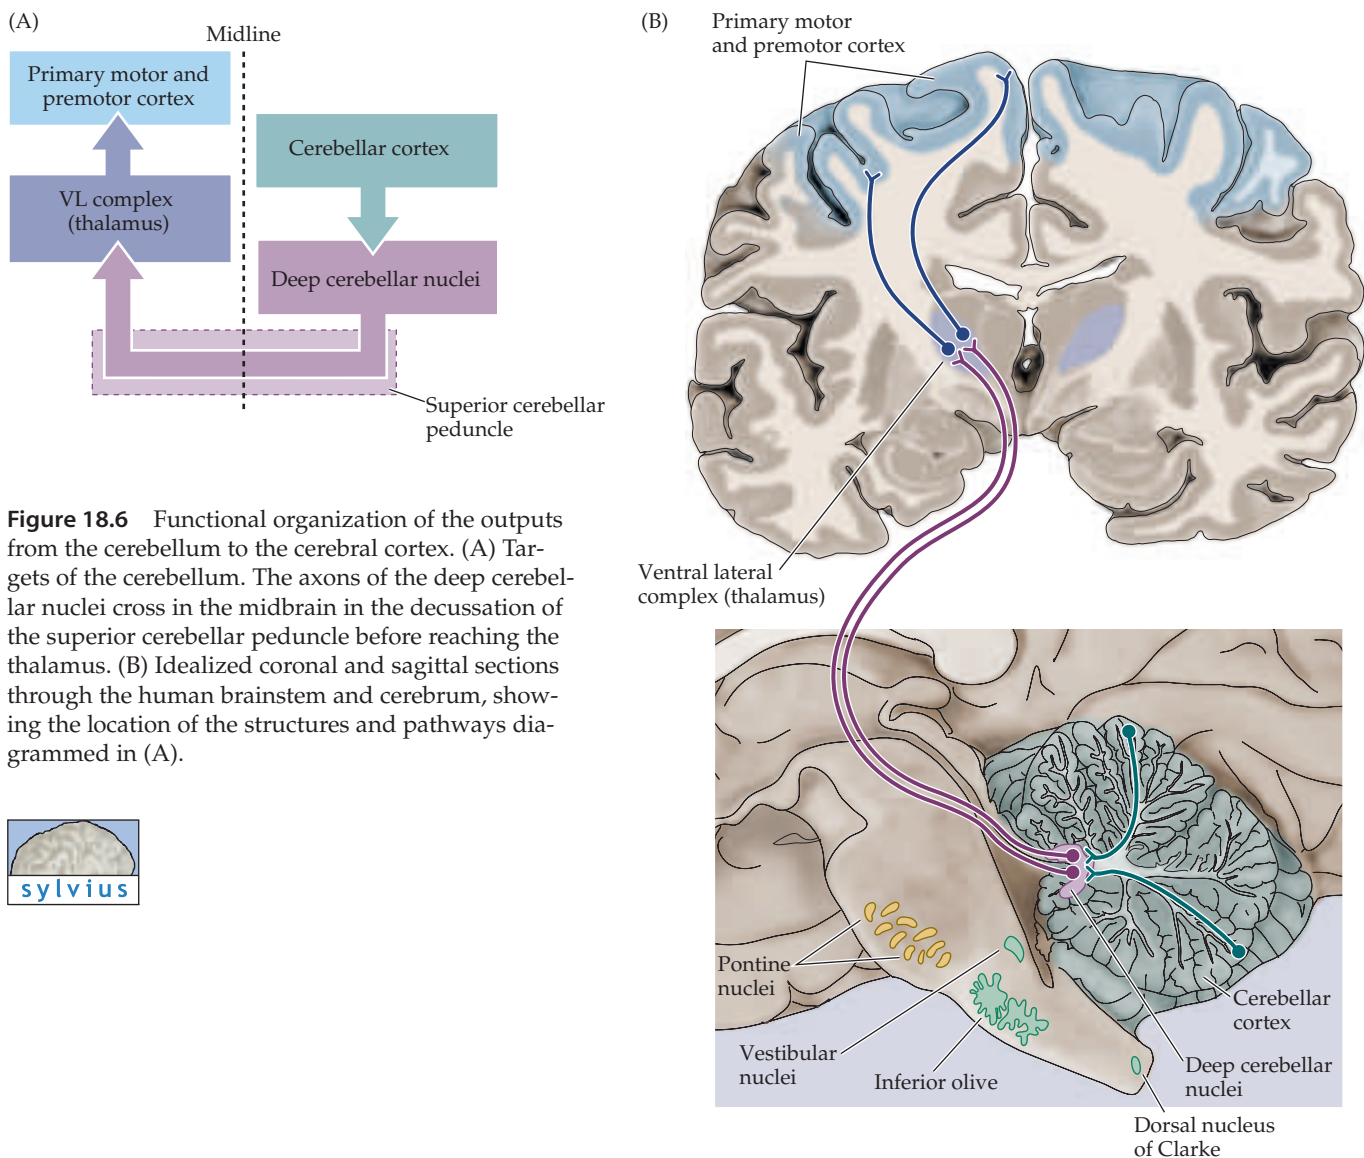 (A)
Midline
Primary motor and
premotor cortex
Cerebellar cortex
VL complex
(thalamus)
Deep cerebellar nuclei
Superior cerebellar
peduncle
Figure 18.6 Functional organization of the outputs
from the cerebellum to the cerebral cortex. (A) Tar-
gets of the cerebellum. The axons of the deep cerebel-
lar nuclei cross in the midbrain in the decussation of
the superior cerebellar peduncle before reaching the
thalamus. (B) Idealized coronal and sagittal sections
through the human brainstem and cerebrum, show-
ing the location of the structures and pathways dia-
grammed in (A).
sylvius
(B)
Primary motor
and premotor cortex
Ventral lateral
complex (thalamus)
Pontine
nuclei
Vestibular
nuclei
Inferior olive
Cerebellar
cortex
Deep cerebellar
nuclei
Dorsal nucleus
of Clarke